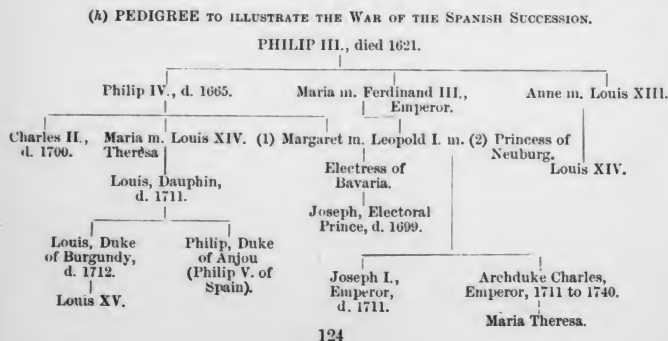 (h) PEDIGREE TO ILLUSTRATE THE WAR OF THE SPANISH SUCCESSION.
PHILIP III., died 1621.
Philip IV., d. 1665. Maria m. Ferdinand III., Anne m. Louis XIII.
Emperor.
Charles II., Maria m. Louis XIV. (1) Margaret m. Leopold I. m. (2) Princess of
d. 1700. Theresa Neuburg.
Electress of Louis XIV.
Louis, Dauphin, Bavaria.
d. 1711.
Joseph, Electoral
Prince, d. 1699.
Louis, Duke Philip, Duke
of Burgundy, of Anjou
d. 1712. (Philip V. of Joseph I., Archduke Charles,
Spain). Emperor, Emperor, 1711 to 1740.
Louis XV. d. 1711.
Maria Theresa.
124